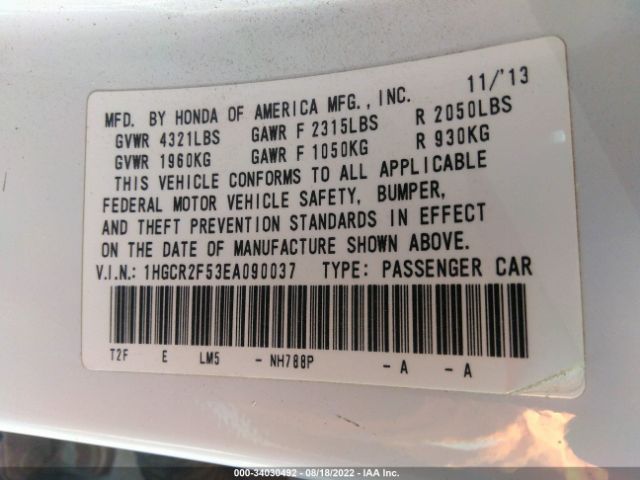 MFD. BY HONDA OF AMERICA MFG., INC. 11/'13
GVWR 4321LBS GAWR F 2315LBS R 2050LBS
GVWR 1960KG GAWR F 1050KG R 930KG
THIS VEHICLE CONFORMS TO ALL APPLICABLE
FEDERAL MOTOR VEHICLE SAFETY, BUMPER,
AND THEFT PREVENTION STANDARDS IN EFFECT
ON THE DATE OF MANUFACTURE SHOWN ABOVE.
V.I.N.: 1HGCR2F53EA090037 TYPE: PASSENGER CAR
T2F E LM5 - NH788P - A - A
000-34030492 - 08/18/2022 - IAA Inc.